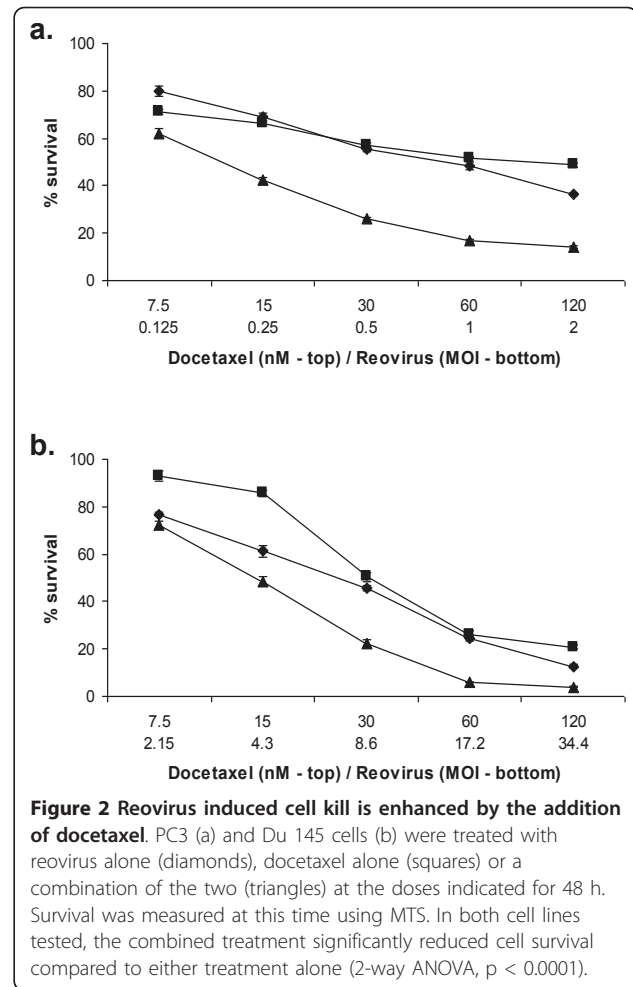 a.
100
80
60
40
20
0
% survival
7.5 15 30 60 120
0.125 0.25 0.5 1 2
Docetaxel (nM - top) / Reovirus (MOI - bottom)
b.
100
80
60
40
20
0
% survival
7.5 15 30 60 120
2.15 4.3 8.6 17.2 34.4
Docetaxel (nM - top) / Reovirus (MOI - bottom)
Figure 2 Reovirus induced cell kill is enhanced by the addition
of docetaxel. PC3 (a) and Du 145 cells (b) were treated with
reovirus alone (diamonds), docetaxel alone (squares) or a
combination of the two (triangles) at the doses indicated for 48 h.
Survival was measured at this time using MTS. In both cell lines
tested, the combined treatment significantly reduced cell survival
compared to either treatment alone (2-way ANOVA, p < 0.0001).